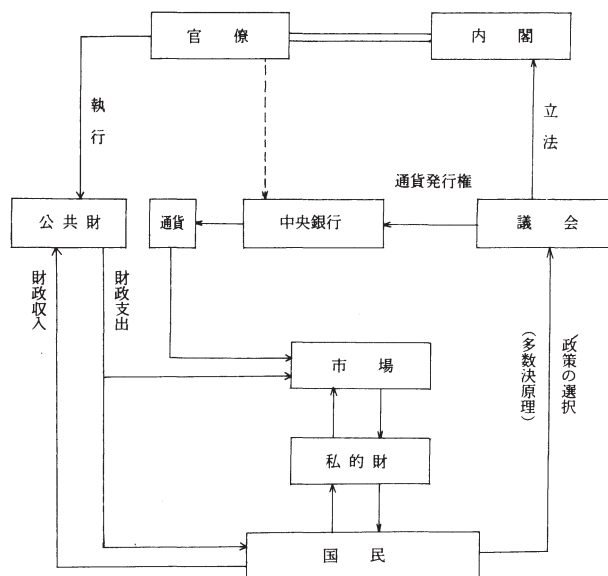 官僚
内閣
執行
立法
通貨発行権
公共財
通貨
中央銀行
議会
財政収入
財政支出
市場
(多数決原理)
政策の選択
私的財
国民